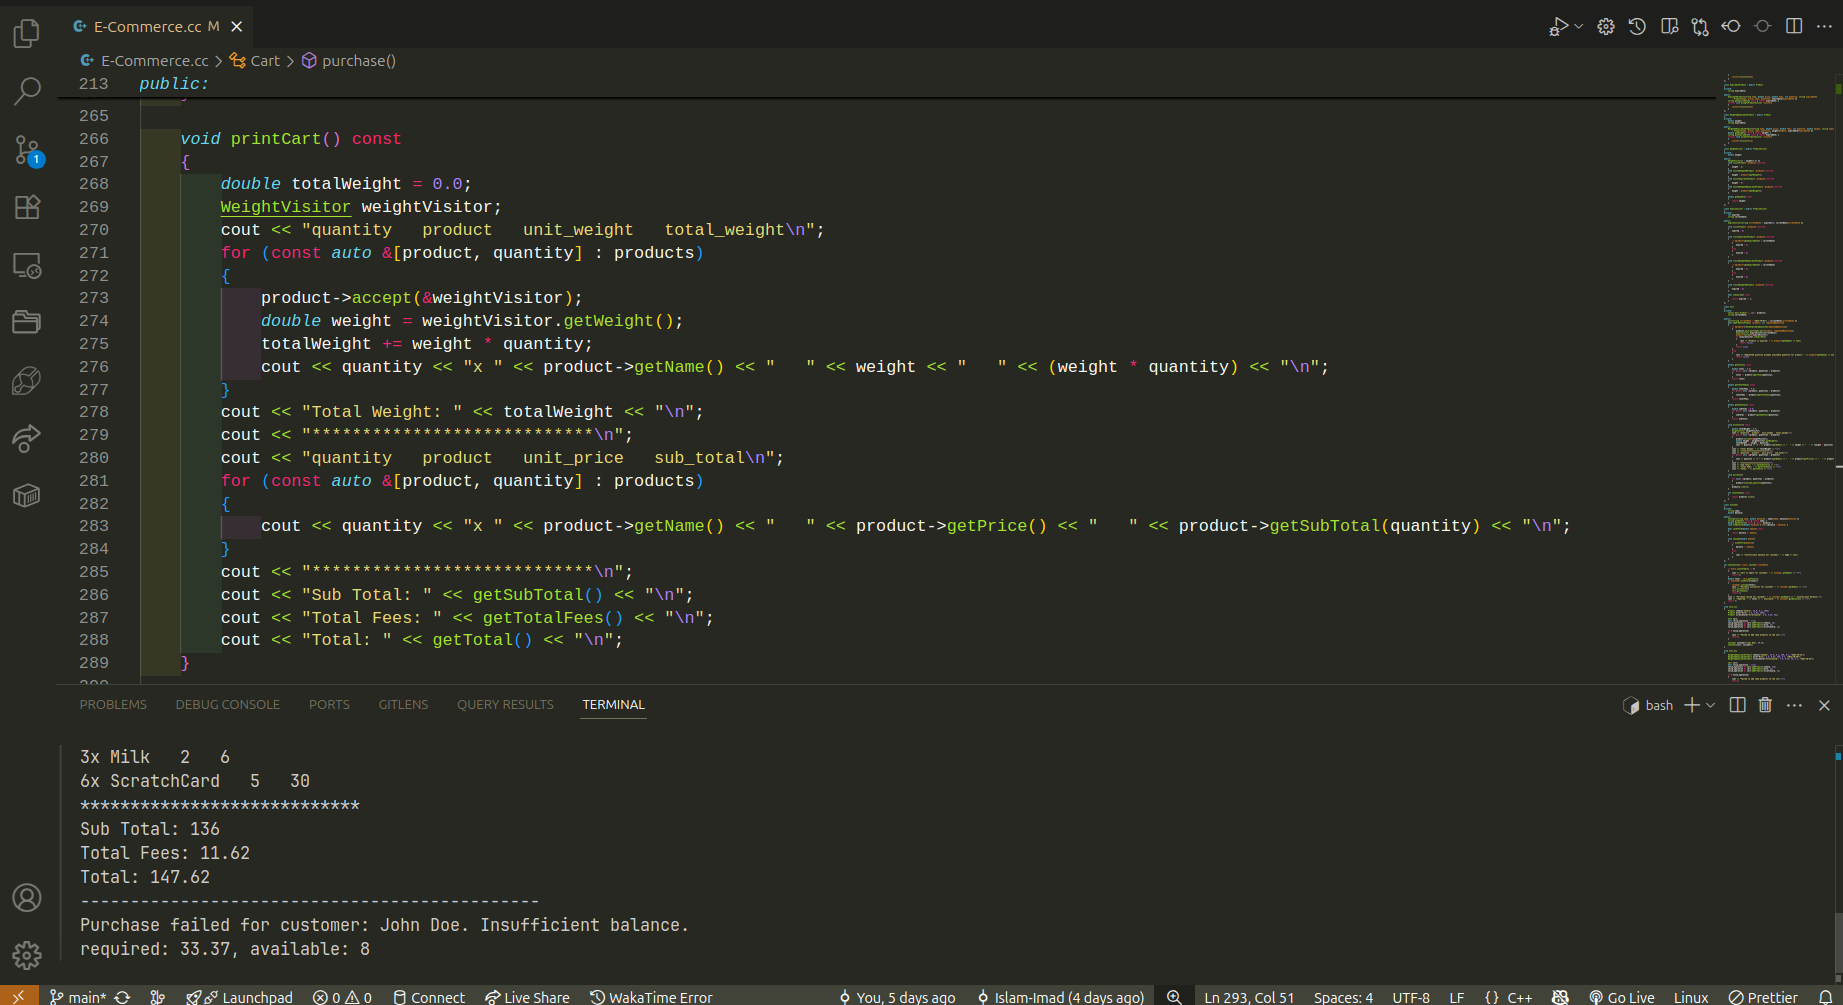 E-Commerce.cc M
E-Commerce.cc > Cart > purchase()
213 public:
265
266 void printCart() const
267 {
268 double totalWeight = 0.0;
269 WeightVisitor weightVisitor;
270 cout << "quantity   product   unit_weight   total_weight\n";
271 for (const auto &[product, quantity] : products)
272 {
273 product->accept(&weightVisitor);
274 double weight = weightVisitor.getWeight();
275 totalWeight += weight * quantity;
276 cout << quantity << "x " << product->getName() << "   " << weight << "   " << (weight * quantity) << "\n";
277 }
278 cout << "Total Weight: " << totalWeight << "\n";
279 cout << "****************************\n";
280 cout << "quantity   product   unit_price   sub_total\n";
281 for (const auto &[product, quantity] : products)
282 {
283 cout << quantity << "x " << product->getName() << "   " << product->getPrice() << "   " << product->getSubTotal(quantity) << "\n";
284 }
285 cout << "****************************\n";
286 cout << "Sub Total: " << getSubTotal() << "\n";
287 cout << "Total Fees: " << getTotalFees() << "\n";
288 cout << "Total: " << getTotal() << "\n";
289 }
PROBLEMS DEBUG CONSOLE PORTS GITLENS QUERY RESULTS TERMINAL
bash
3x Milk   2   6
6x ScratchCard   5   30
****************************
Sub Total: 136
Total Fees: 11.62
Total: 147.62
----------------------------------------------
Purchase failed for customer: John Doe. Insufficient balance.
required: 33.37, available: 8
1
main* Launchpad 0 0 Connect Live Share WakaTime Error You, 5 days ago Islam-Imad (4 days ago) Ln 293, Col 51 Spaces: 4 UTF-8 LF {} C++ Go Live Linux Prettier